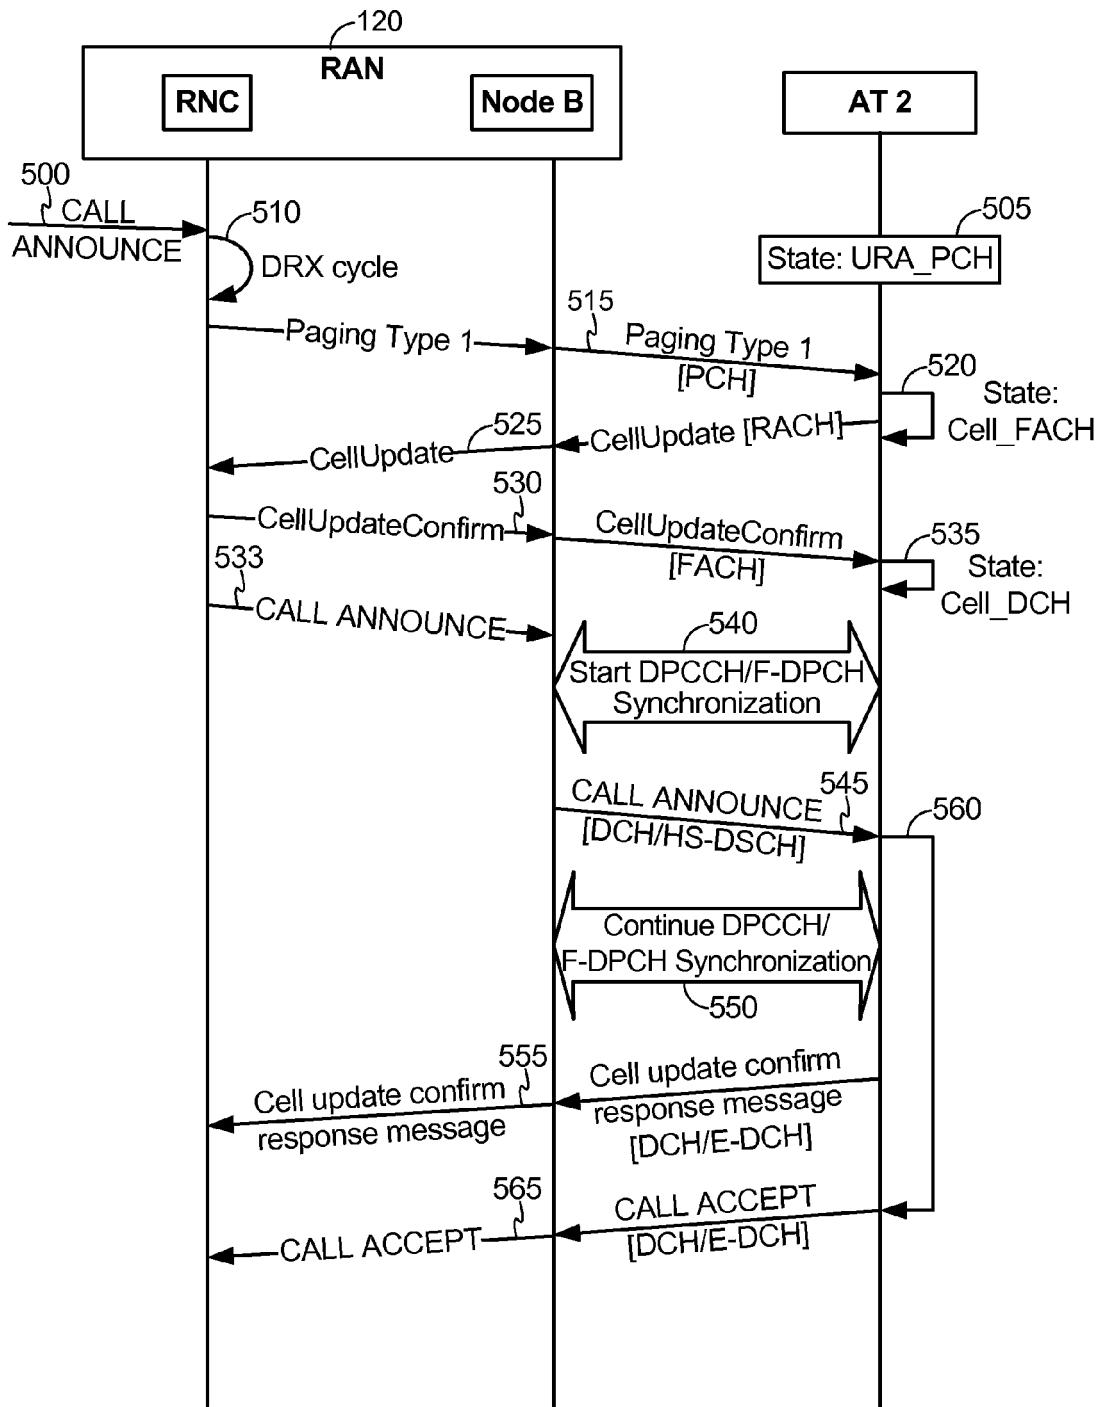 120
RAN
RNC
Node B
AT 2
500
CALL
ANNOUNCE
510
DRX cycle
505
State: URA_PCH
Paging Type 1
515
Paging Type 1
[PCH]
520
State:
Cell_FACH
CellUpdate [RACH]
525
CellUpdate
530
CellUpdateConfirm
CellUpdateConfirm
[FACH]
535
State:
Cell_DCH
533
CALL ANNOUNCE
540
Start DPCCH/F-DPCH
Synchronization
CALL ANNOUNCE
545
[DCH/HS-DSCH]
560
Continue DPCCH/
F-DPCH Synchronization
550
Cell update confirm
response message
[DCH/E-DCH]
555
Cell update confirm
response message
CALL ACCEPT
[DCH/E-DCH]
565
CALL ACCEPT